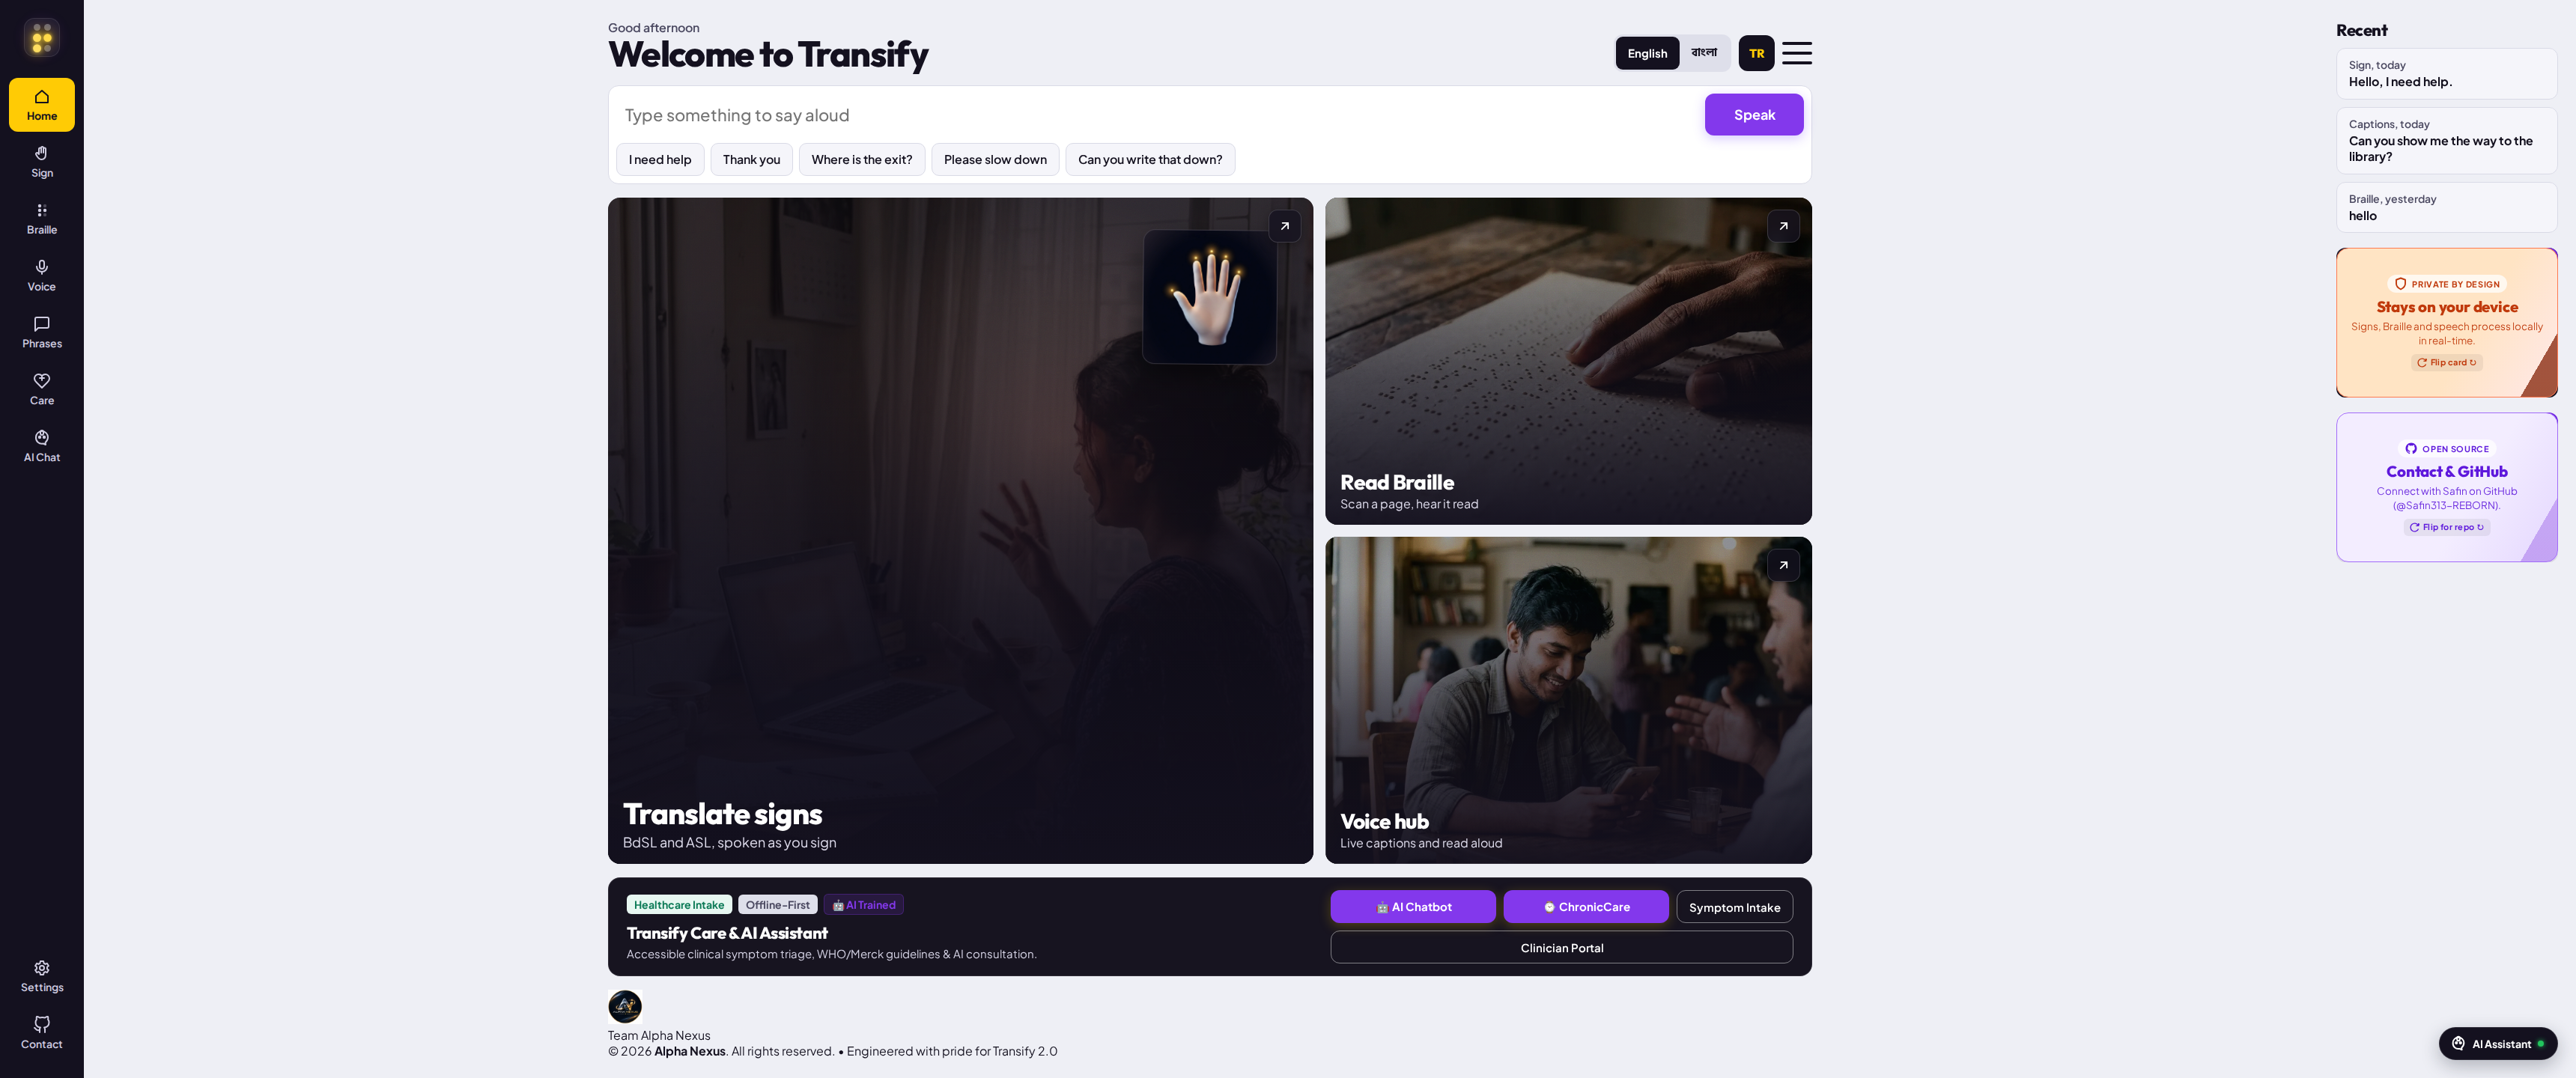 Home
Sign
Braille
Voice
Phrases
Care
AI Chat
Settings
Contact
Good afternoon
Welcome to Transify
English
বাংলা
TR
Type something to say aloud
Speak
I need help
Thank you
Where is the exit?
Please slow down
Can you write that down?
Translate signs
BdSL and ASL, spoken as you sign
Read Braille
Scan a page, hear it read
Voice hub
Live captions and read aloud
Healthcare Intake
Offline-First
🤖 AI Trained
Transify Care & AI Assistant
Accessible clinical symptom triage, WHO/Merck guidelines & AI consultation.
🤖 AI Chatbot
⌚ ChronicCare
Symptom Intake
Clinician Portal
Team Alpha Nexus
© 2026 Alpha Nexus. All rights reserved. • Engineered with pride for Transify 2.0
Recent
Sign, today
Hello, I need help.
Captions, today
Can you show me the way to the
library?
Braille, yesterday
hello
PRIVATE BY DESIGN
Stays on your device
Signs, Braille and speech process locally
in real-time.
Flip card ↻
OPEN SOURCE
Contact & GitHub
Connect with Safin on GitHub
(@Safin313-REBORN).
Flip for repo ↻
AI Assistant